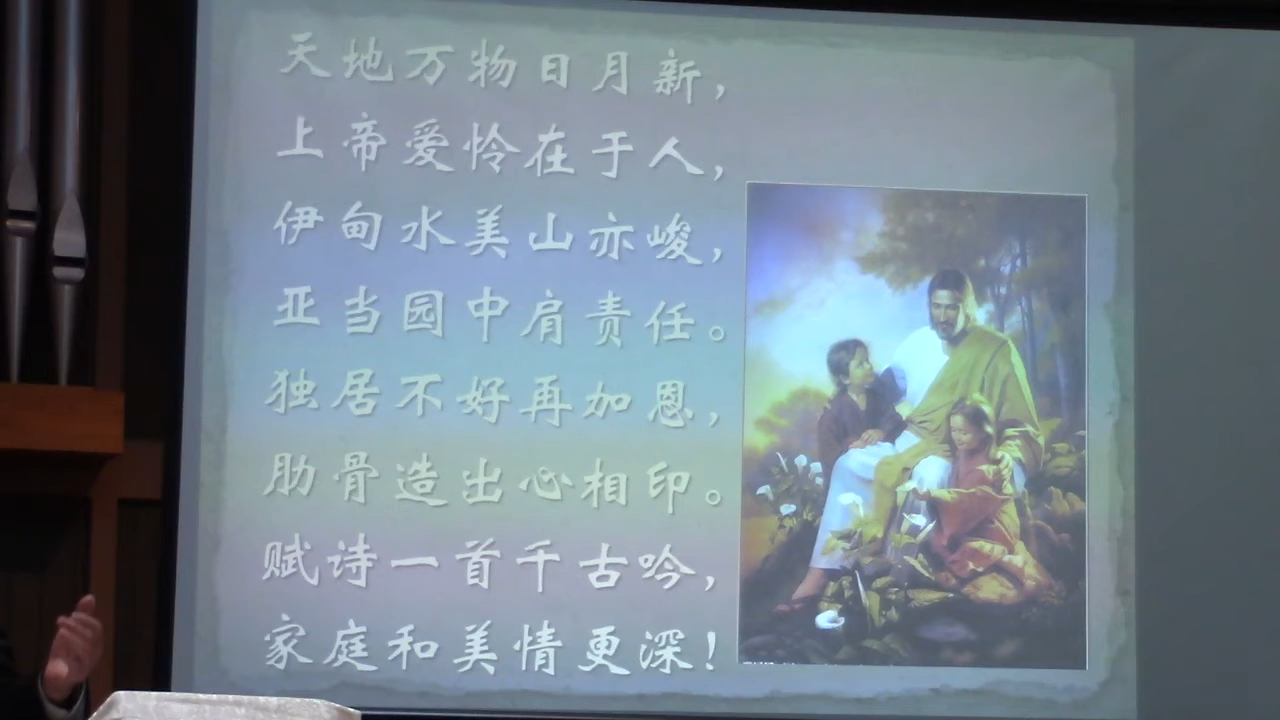 天地万物日月新，
上帝爱怜在于人，
伊甸水美山亦峻，
亚当园中肩责任。
独居不好再加恩，
肋骨造出心相印。
赋诗一首千古吟，
家庭和美情更深！